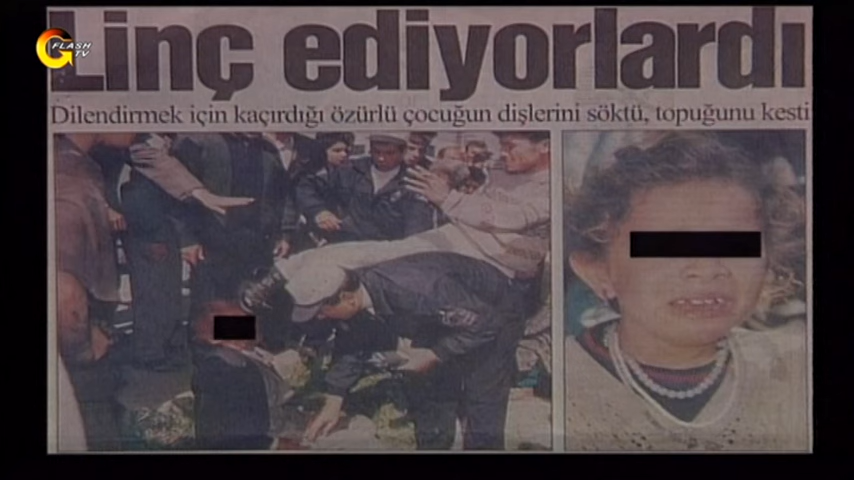 FLASH
TV
Linç ediyorlardı
Dilendirmek için kaçırdığı özürlü çocuğun dişlerini söktü, topuğunu kesti